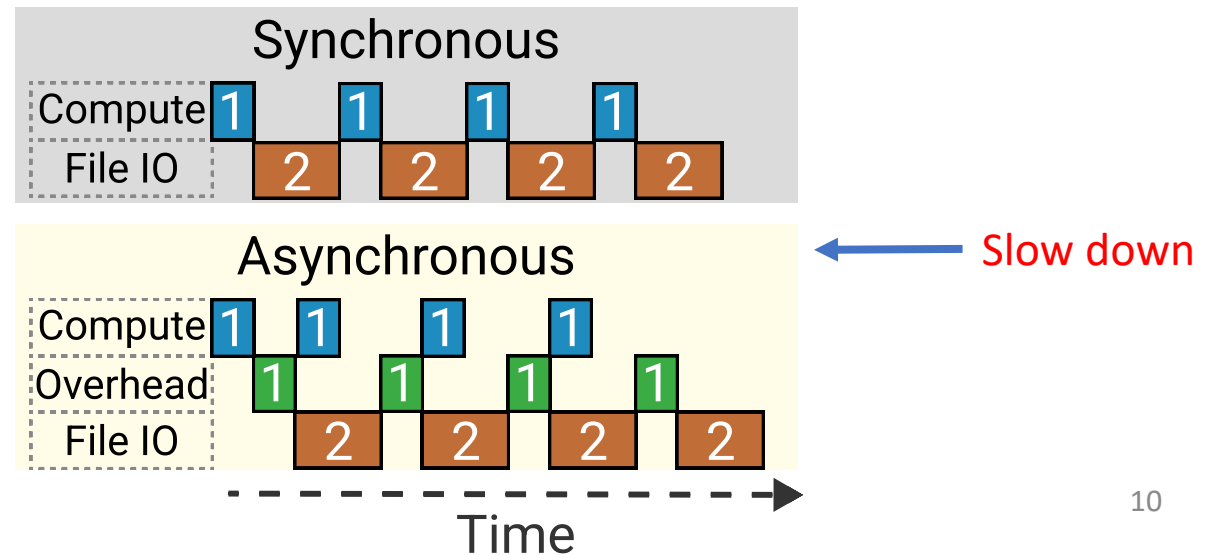 Synchronous
Compute 1 1 1 1
File IO 2 2 2 2
Asynchronous
Slow down
Compute 1 1 1 1
Overhead 1 1 1 1
File IO 2 2 2 2
Time
10